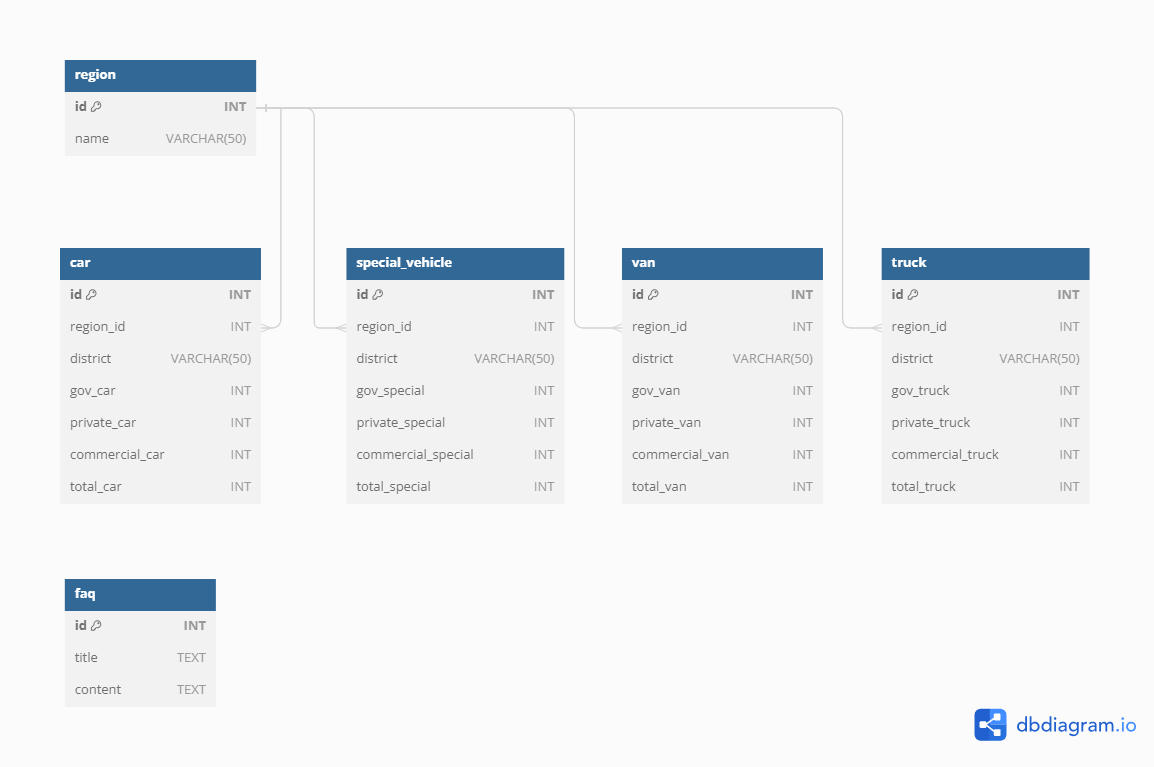 region
id INT
name VARCHAR(50)
car
id INT
region_id INT
district VARCHAR(50)
gov_car INT
private_car INT
commercial_car INT
total_car INT
special_vehicle
id INT
region_id INT
district VARCHAR(50)
gov_special INT
private_special INT
commercial_special INT
total_special INT
van
id INT
region_id INT
district VARCHAR(50)
gov_van INT
private_van INT
commercial_van INT
total_van INT
truck
id INT
region_id INT
district VARCHAR(50)
gov_truck INT
private_truck INT
commercial_truck INT
total_truck INT
faq
id INT
title TEXT
content TEXT
dbdiagram.io